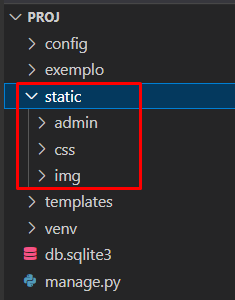 PROJ
config
exemplo
static
admin
css
img
templates
venv
db.sqlite3
manage.py